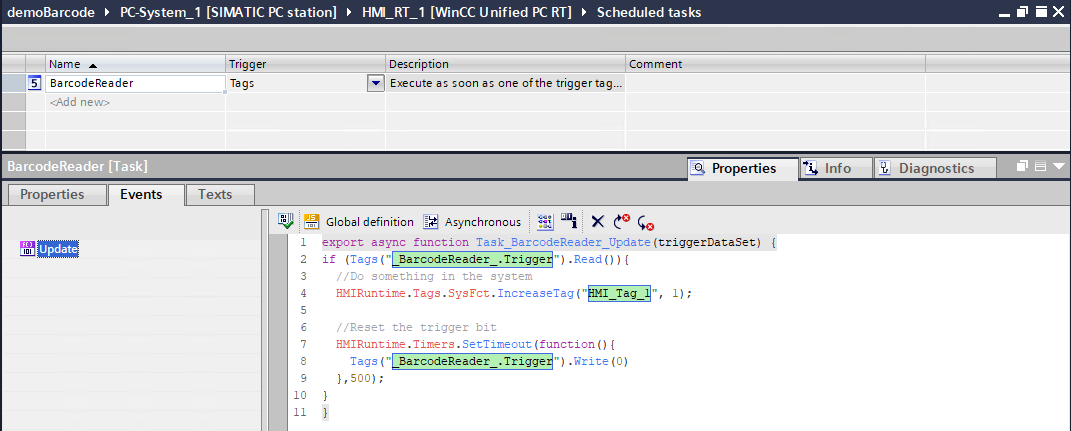 demoBarcode ▸ PC-System_1 [SIMATIC PC station] ▸ HMI_RT_1 [WinCC Unified PC RT] ▸ Scheduled tasks
Name Trigger Description Comment
5 BarcodeReader Tags Execute as soon as one of the trigger tag...
<Add new>
BarcodeReader [Task] Properties Info Diagnostics
Properties Events Texts
Update
Global definition Asynchronous
1 export async function Task_BarcodeReader_Update(triggerDataSet) {
2 if (Tags("_BarcodeReader_.Trigger").Read()){
3 //Do something in the system
4 HMIRuntime.Tags.SysFct.IncreaseTag("HMI_Tag_1", 1);
5
6 //Reset the trigger bit
7 HMIRuntime.Timers.SetTimeout(function(){
8 Tags("_BarcodeReader_.Trigger").Write(0)
9 },500);
10 }
11 }